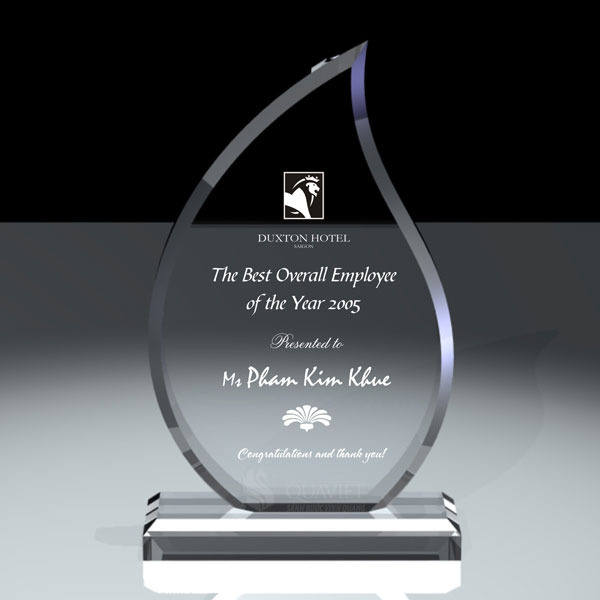 DUXTON HOTEL
SAIGON
The Best Overall Employee
of the Year 2005
Presented to
Ms Pham Kim Khue
Congratulations and thank you!
QUAVIET